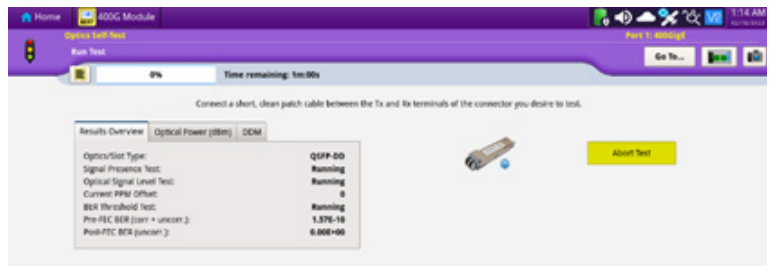 Home 400G Module 1:14 AM
Optics Self-Test Port 1: 400GigE
Run Test Go To...
0% Time remaining: 1m:00s
Connect a short, clean patch cable between the Tx and Rx terminals of the connector you desire to test.
Results Overview Optical Power (dBm) DDM
Optics/Slot Type: QSFP-DD
Signal Presence Test: Running
Optical Signal Level Test: Running
Current PPM Offset: 0
BER Threshold Test: Running
Pre-FEC BER (corr + uncorr.): 1.57E-10
Post-FEC BER (uncorr.): 0.00E+00
Abort Test